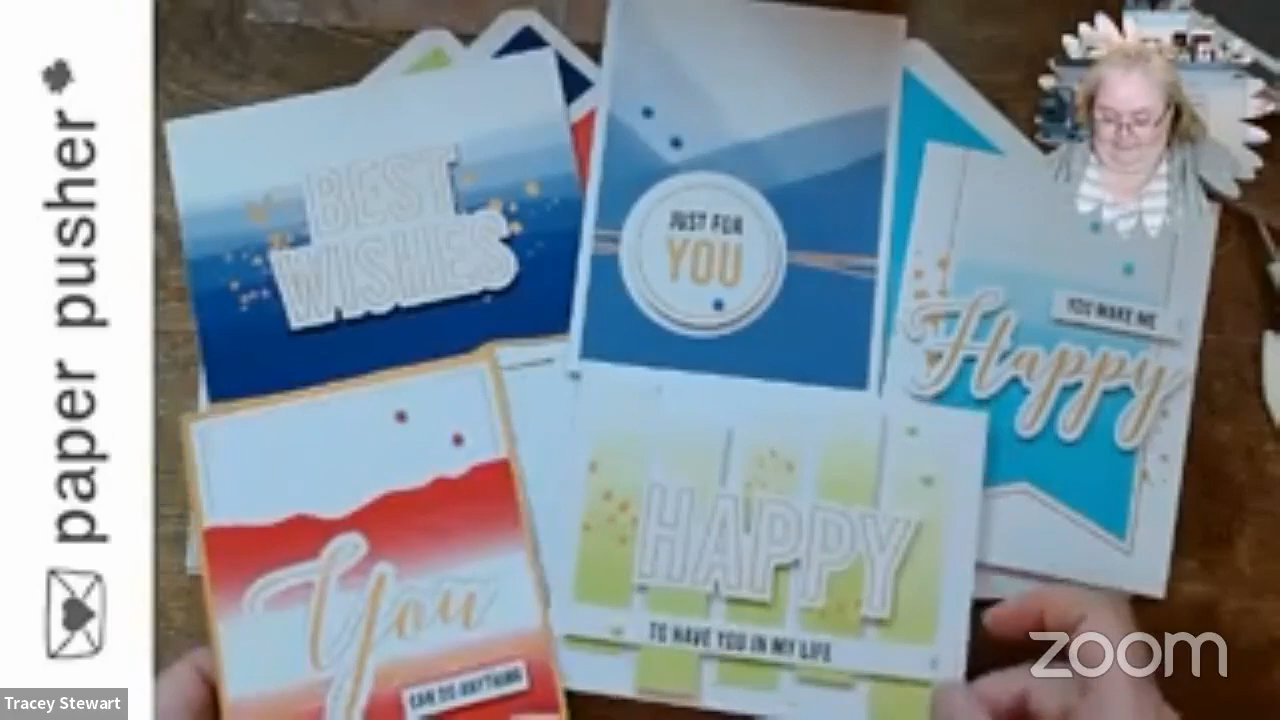 paper pusher
BEST
WISHES
JUST FOR
YOU
YOU MAKE ME
Happy
You
CAN DO ANYTHING
HAPPY
TO HAVE YOU IN MY LIFE
zoom
Tracey Stewart